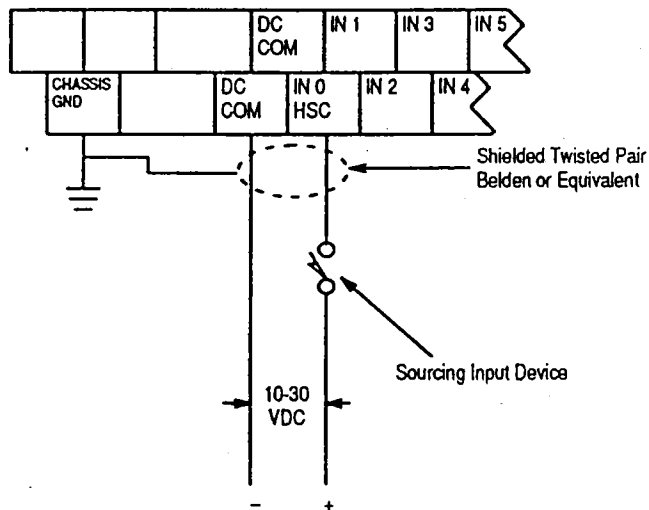 DC
COM
IN 1
IN 3
IN 5
CHASSIS
GND
DC
COM
IN 0
HSC
IN 2
IN 4
Shielded Twisted Pair
Belden or Equivalent
Sourcing Input Device
10-30
VDC
– +